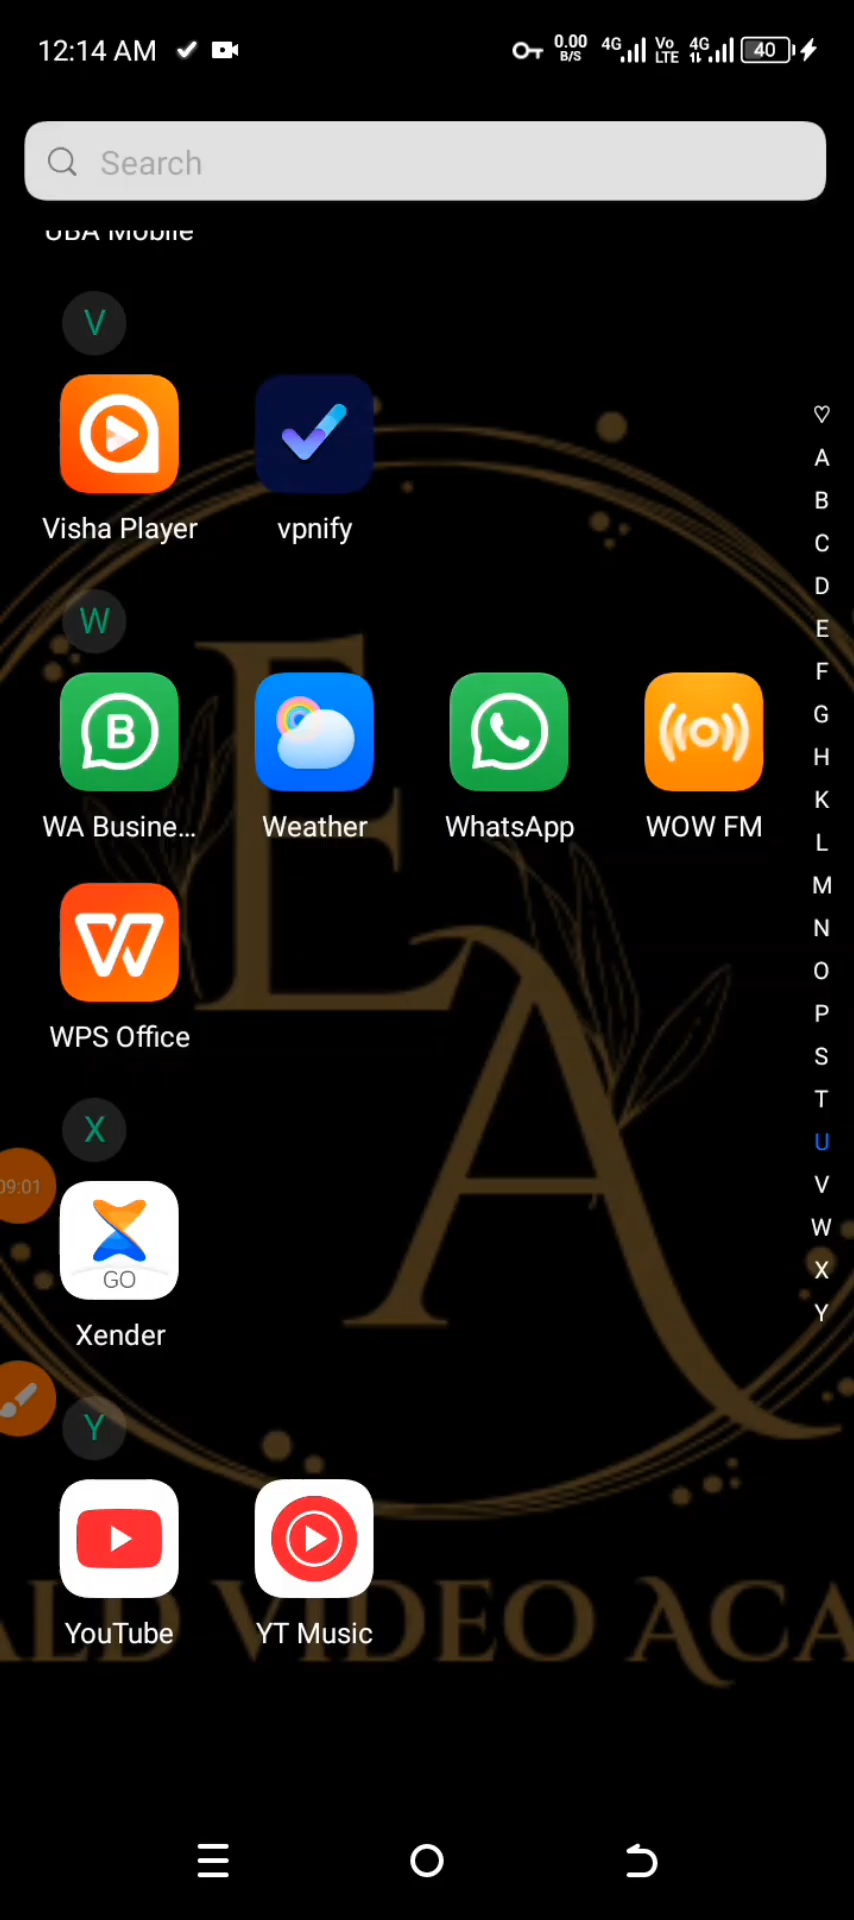 12:14 AM 0.00 B/S 4G Vo LTE 4G 40
Search
UBA Mobile
V
Visha Player vpnify
W
B
WA Busine... Weather WhatsApp WOW FM
W
WPS Office
X
09:01
GO
Xender
Y
YouTube YT Music
ALD VIDEO ACA
EA
♡
A
B
C
D
E
F
G
H
K
L
M
N
O
P
S
T
U
V
W
X
Y